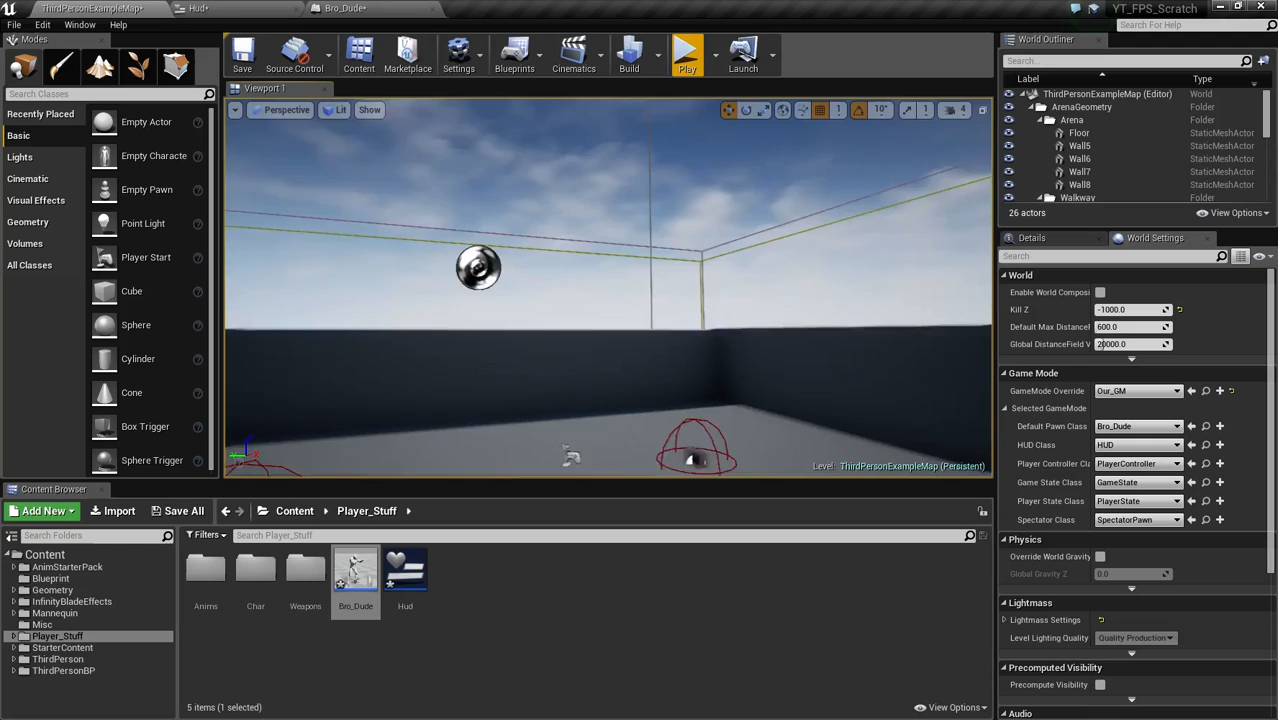 ThirdPersonExampleMap*
Hud*
Bro_Dude*
YT_FPS_Scratch
File Edit Window Help
Search For Help
Modes
Search Classes
Recently Placed
Basic
Lights
Cinematic
Visual Effects
Geometry
Volumes
All Classes
Empty Actor
Empty Characte
Empty Pawn
Point Light
Player Start
Cube
Sphere
Cylinder
Cone
Box Trigger
Sphere Trigger
Save
Source Control
Content
Marketplace
Settings
Blueprints
Cinematics
Build
Play
Launch
Viewport 1
Perspective Lit Show
1 10° 1 4
Level: ThirdPersonExampleMap (Persistent)
World Outliner
Search...
Label Type
ThirdPersonExampleMap (Editor) World
ArenaGeometry Folder
Arena Folder
Floor StaticMeshActor
Wall5 StaticMeshActor
Wall6 StaticMeshActor
Wall7 StaticMeshActor
Wall8 StaticMeshActor
Walkway Folder
26 actors View Options
Details World Settings
Search
World
Enable World Composi
Kill Z -1000.0
Default Max DistanceF 600.0
Global DistanceField V 20000.0
Game Mode
GameMode Override Our_GM
Selected GameMode
Default Pawn Class Bro_Dude
HUD Class HUD
Player Controller Cla PlayerController
Game State Class GameState
Player State Class PlayerState
Spectator Class SpectatorPawn
Physics
Override World Gravity
Global Gravity Z 0.0
Lightmass
Lightmass Settings
Level Lighting Quality Quality Production
Precomputed Visibility
Precompute Visibility
Audio
Content Browser
Add New Import Save All Content Player_Stuff
Search Folders
Filters Search Player_Stuff
Content
AnimStarterPack
Blueprint
Geometry
InfinityBladeEffects
Mannequin
Misc
Player_Stuff
StarterContent
ThirdPerson
ThirdPersonBP
Anims
Char
Weapons
Bro_Dude
Hud
5 items (1 selected)
View Options